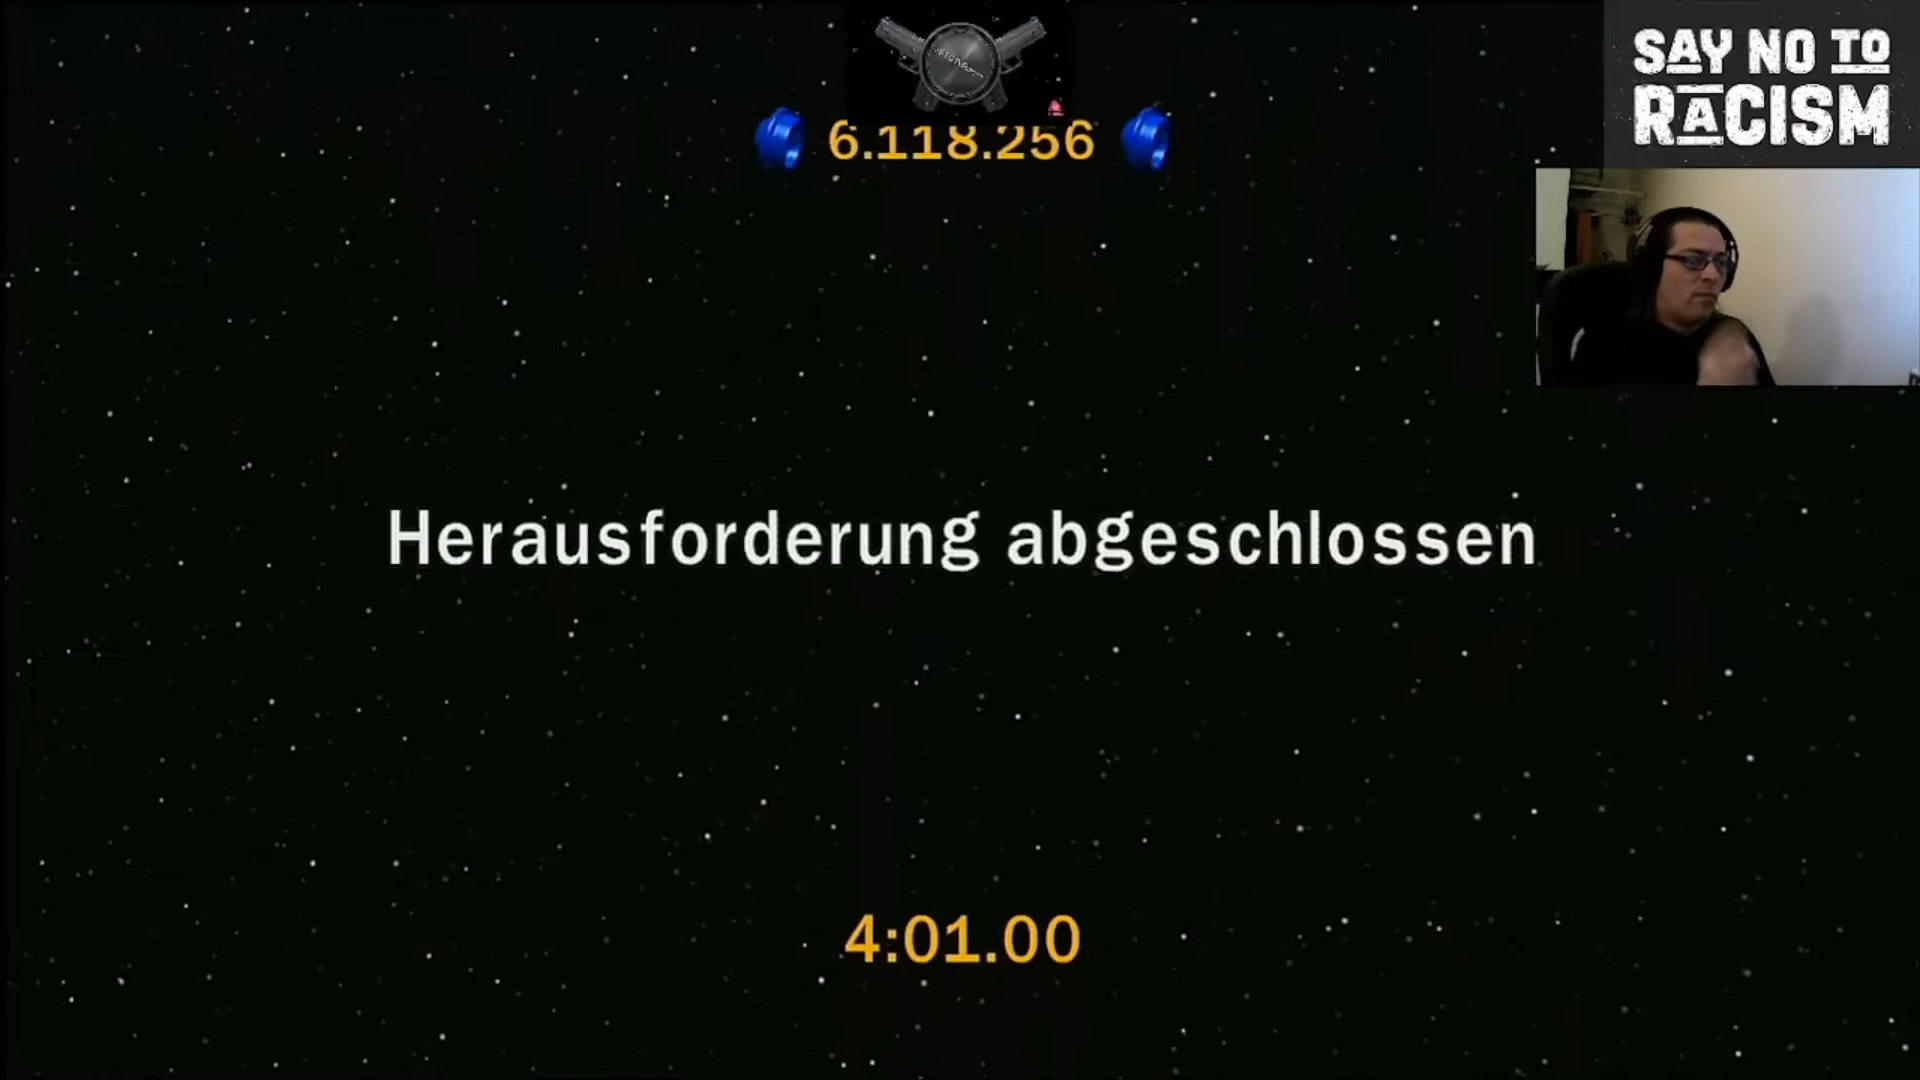 SAY NO TO
RACISM
6.118.256
Herausforderung abgeschlossen
4:01.00